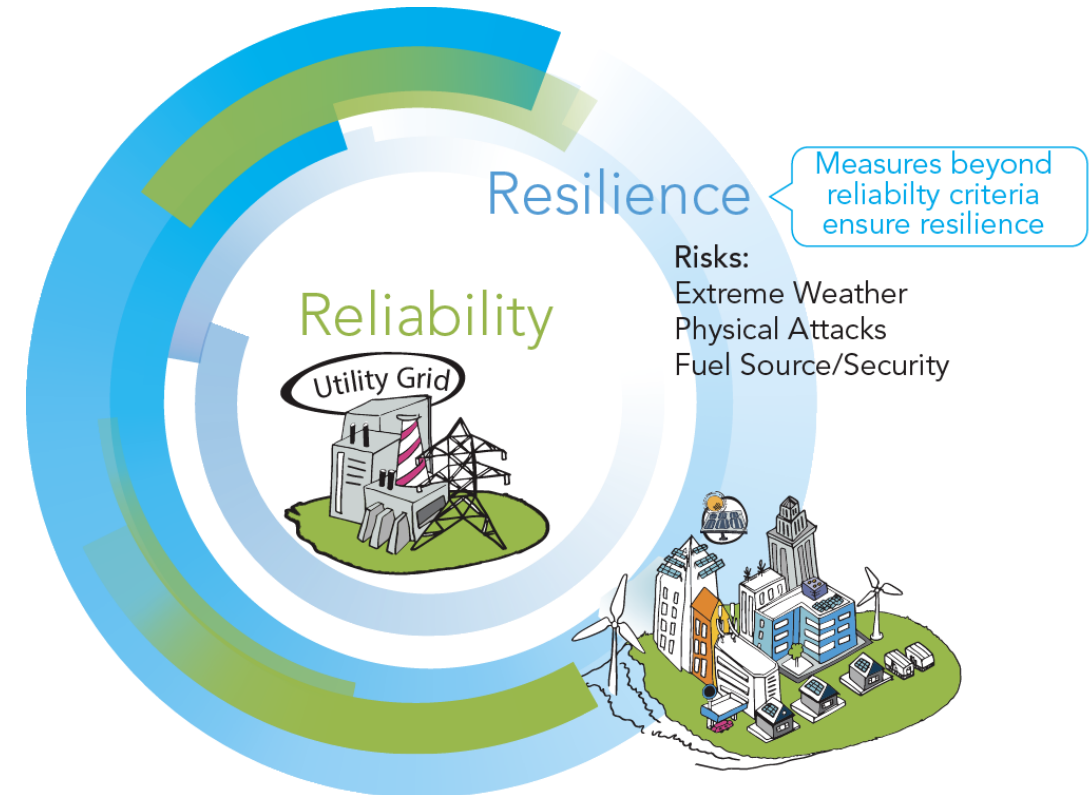 Resilience
Measures beyond
reliabilty criteria
ensure resilience
Risks:
Extreme Weather
Physical Attacks
Fuel Source/Security
Reliability
Utility Grid